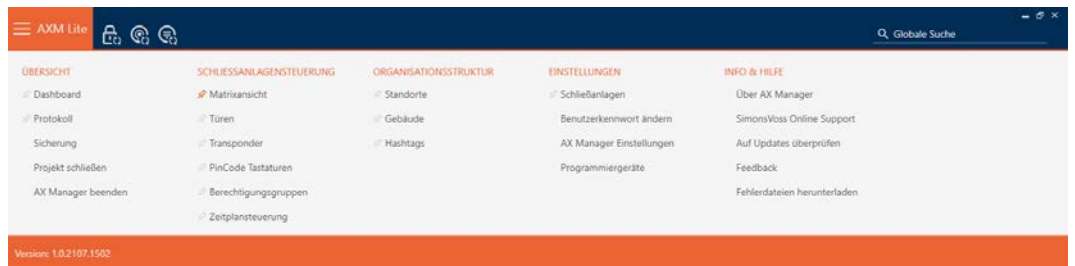 AXM Lite
Globale Suche
ÜBERSICHT
Dashboard
Protokoll
Sicherung
Projekt schließen
AX Manager beenden
SCHLIESSANLAGENSTEUERUNG
Matrixansicht
Türen
Transponder
PinCode Tastaturen
Berechtigungsgruppen
Zeitplansteuerung
ORGANISATIONSSTRUKTUR
Standorte
Gebäude
Hashtags
EINSTELLUNGEN
Schließanlagen
Benutzerkennwort ändern
AX Manager Einstellungen
Programmiergeräte
INFO & HILFE
Über AX Manager
SimonsVoss Online Support
Auf Updates überprüfen
Feedback
Fehlerdateien herunterladen
Version: 1.0.2107.1502